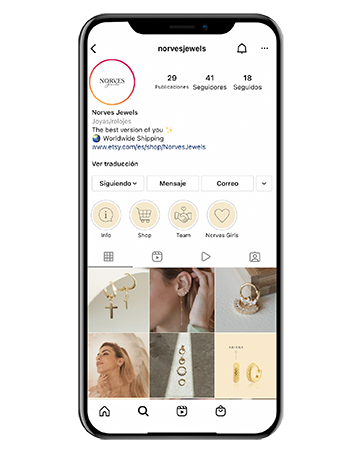 norvesjewels
NORVES
29 41 18
Publicaciones Seguidores Seguidos
Norves Jewels
Joyas/relojes
The best version of you ✨
🌎 Worldwide Shipping
www.etsy.com/es/shop/NorvesJewels
Ver traducción
Siguiendo Mensaje Correo
Info Shop Team Norves Girls